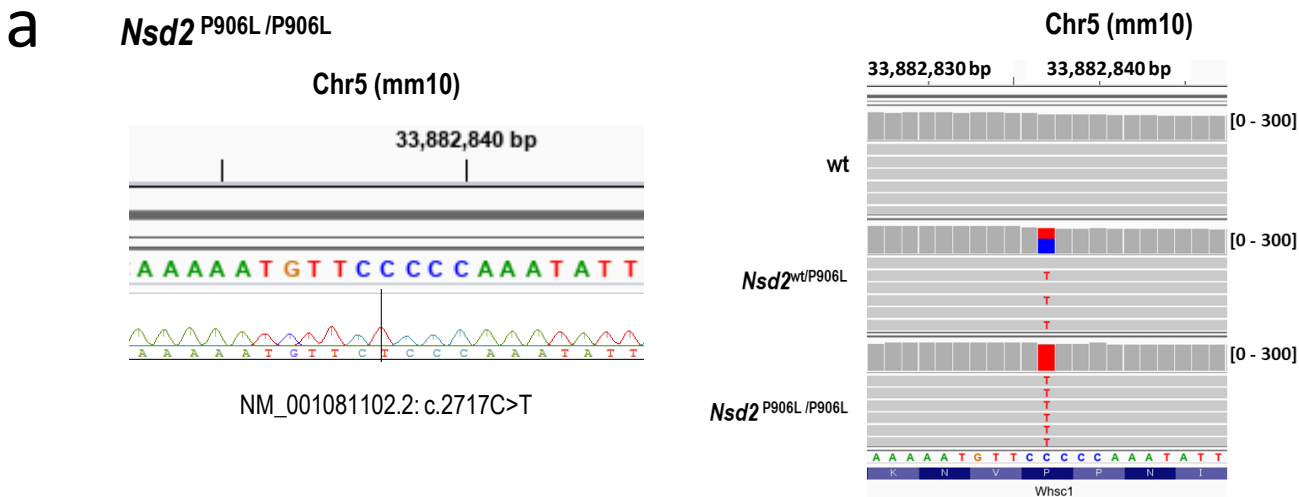 a
Nsd2 P906L /P906L
Chr5 (mm10)
33,882,840 bp
A A A A A T G T T C C C C C A A A T A T T
A A A A A T G T T C T C C C A A A T A T T
NM_001081102.2: c.2717C>T
Chr5 (mm10)
33,882,830 bp 33,882,840 bp
[0 - 300]
wt
[0 - 300]
Nsd2wt/P906L
T
T
T
[0 - 300]
Nsd2 P906L /P906L
T
T
T
T
T
T
A A A A A T G T T C C C C C A A A T A T T
K N V P P N I
Whsc1